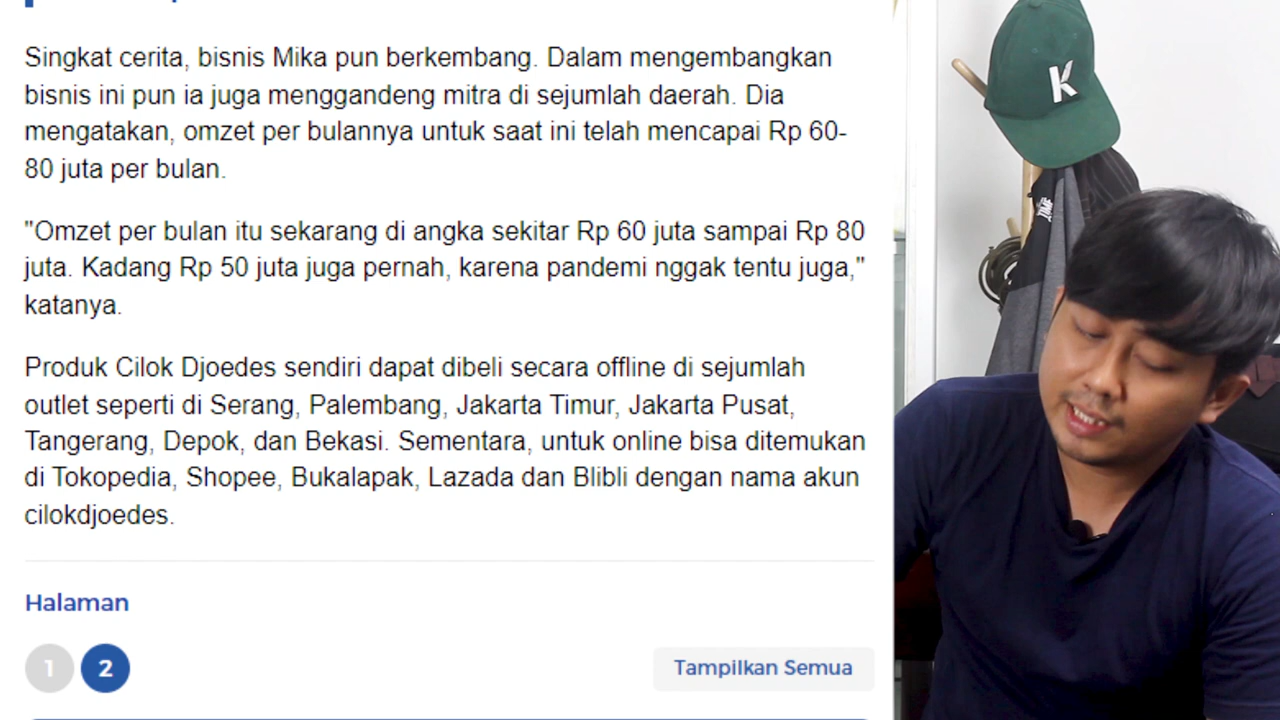 Singkat cerita, bisnis Mika pun berkembang. Dalam mengembangkan
bisnis ini pun ia juga menggandeng mitra di sejumlah daerah. Dia
mengatakan, omzet per bulannya untuk saat ini telah mencapai Rp 60-
80 juta per bulan.
"Omzet per bulan itu sekarang di angka sekitar Rp 60 juta sampai Rp 80
juta. Kadang Rp 50 juta juga pernah, karena pandemi nggak tentu juga,"
katanya.
Produk Cilok Djoedes sendiri dapat dibeli secara offline di sejumlah
outlet seperti di Serang, Palembang, Jakarta Timur, Jakarta Pusat,
Tangerang, Depok, dan Bekasi. Sementara, untuk online bisa ditemukan
di Tokopedia, Shopee, Bukalapak, Lazada dan Blibli dengan nama akun
cilokdjoedes.
Halaman
1 2
Tampilkan Semua
K